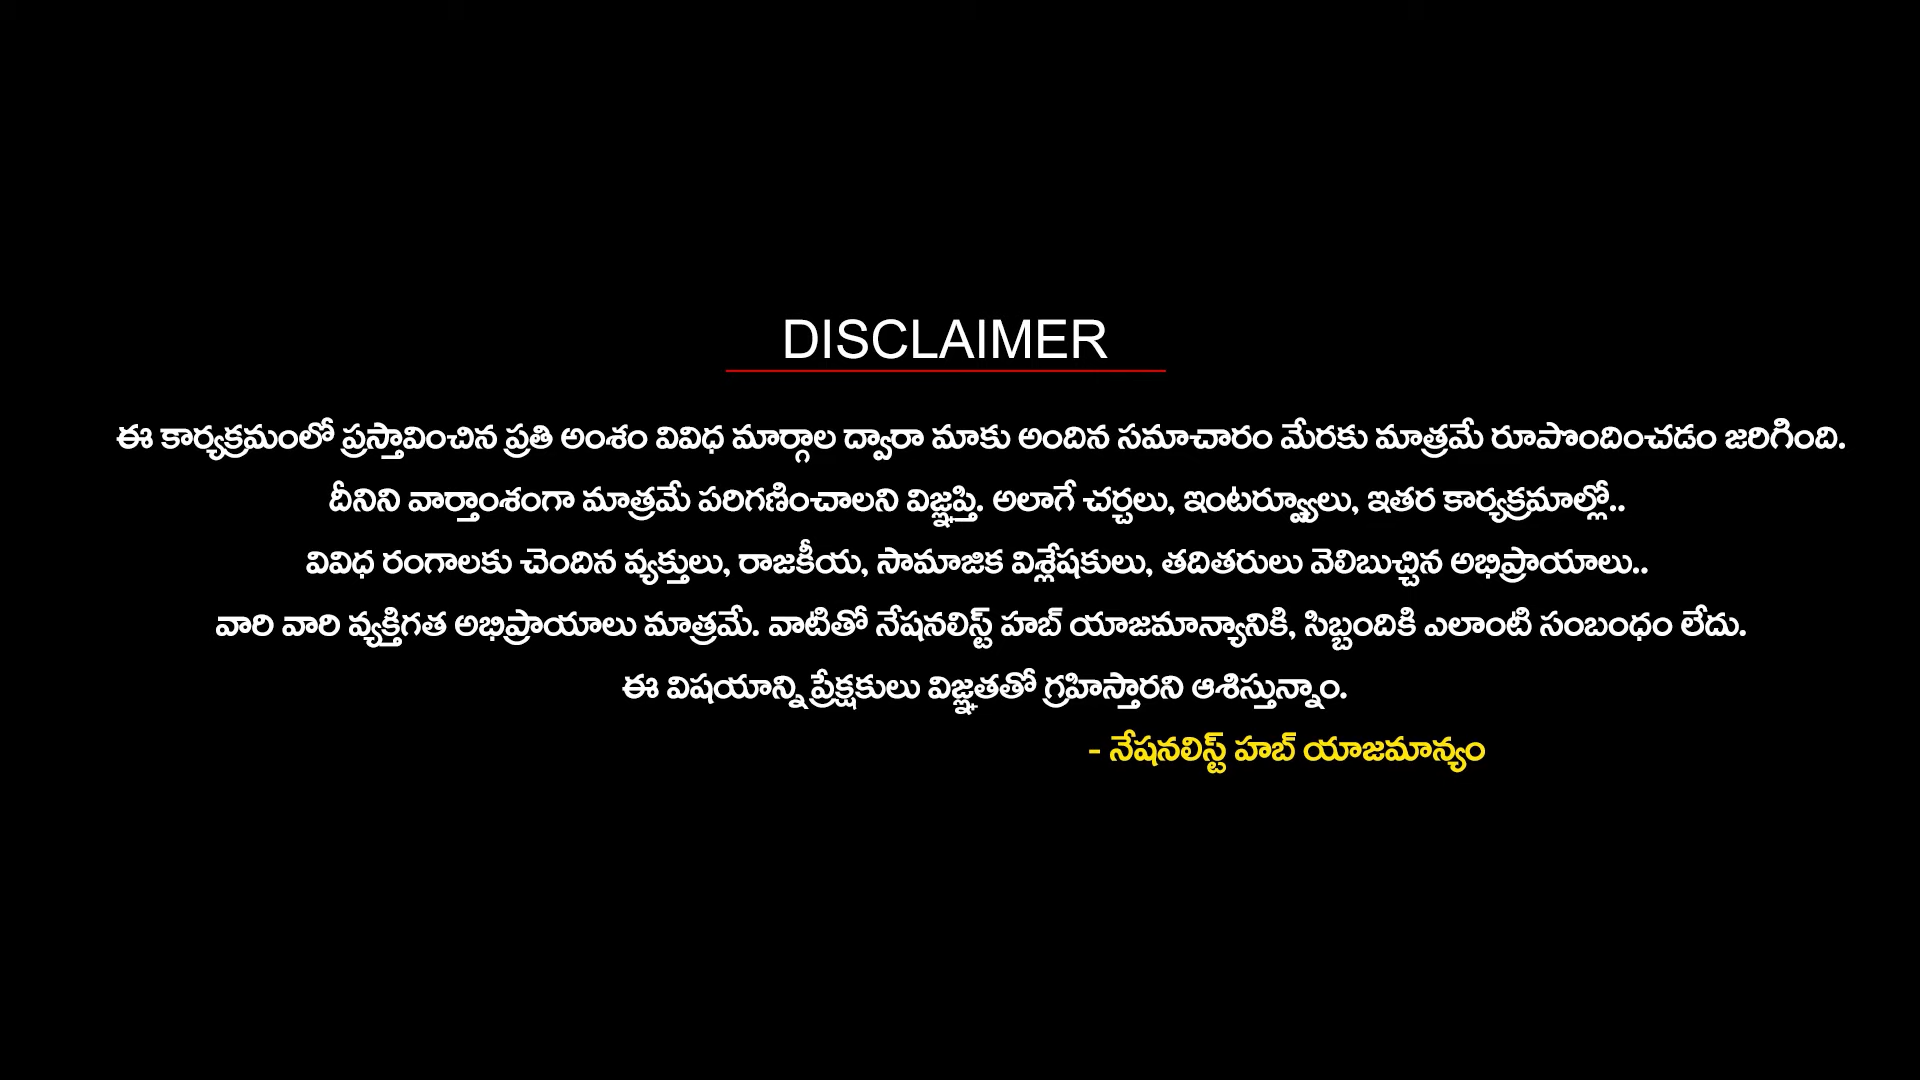 DISCLAIMER
ఈ కార్యక్రమంలో ప్రస్తావించిన ప్రతి అంశం వివిధ మార్గాల ద్వారా మాకు అందిన సమాచారం మేరకు మాత్రమే రూపొందించడం జరిగింది.
దీనిని వార్తాంశంగా మాత్రమే పరిగణించాలని విజ్ఞప్తి. అలాగే చర్చలు, ఇంటర్వ్యూలు, ఇతర కార్యక్రమాల్లో..
వివిధ రంగాలకు చెందిన వ్యక్తులు, రాజకీయ, సామాజిక విశ్లేషకులు, తదితరులు వెలిబుచ్చిన అభిప్రాయాలు..
వారి వారి వ్యక్తిగత అభిప్రాయాలు మాత్రమే. వాటితో నేషనలిస్ట్ హబ్ యాజమాన్యానికి, సిబ్బందికి ఎలాంటి సంబంధం లేదు.
ఈ విషయాన్ని ప్రేక్షకులు విజ్ఞతతో గ్రహిస్తారని ఆశిస్తున్నాం.
- నేషనలిస్ట్ హబ్ యాజమాన్యం